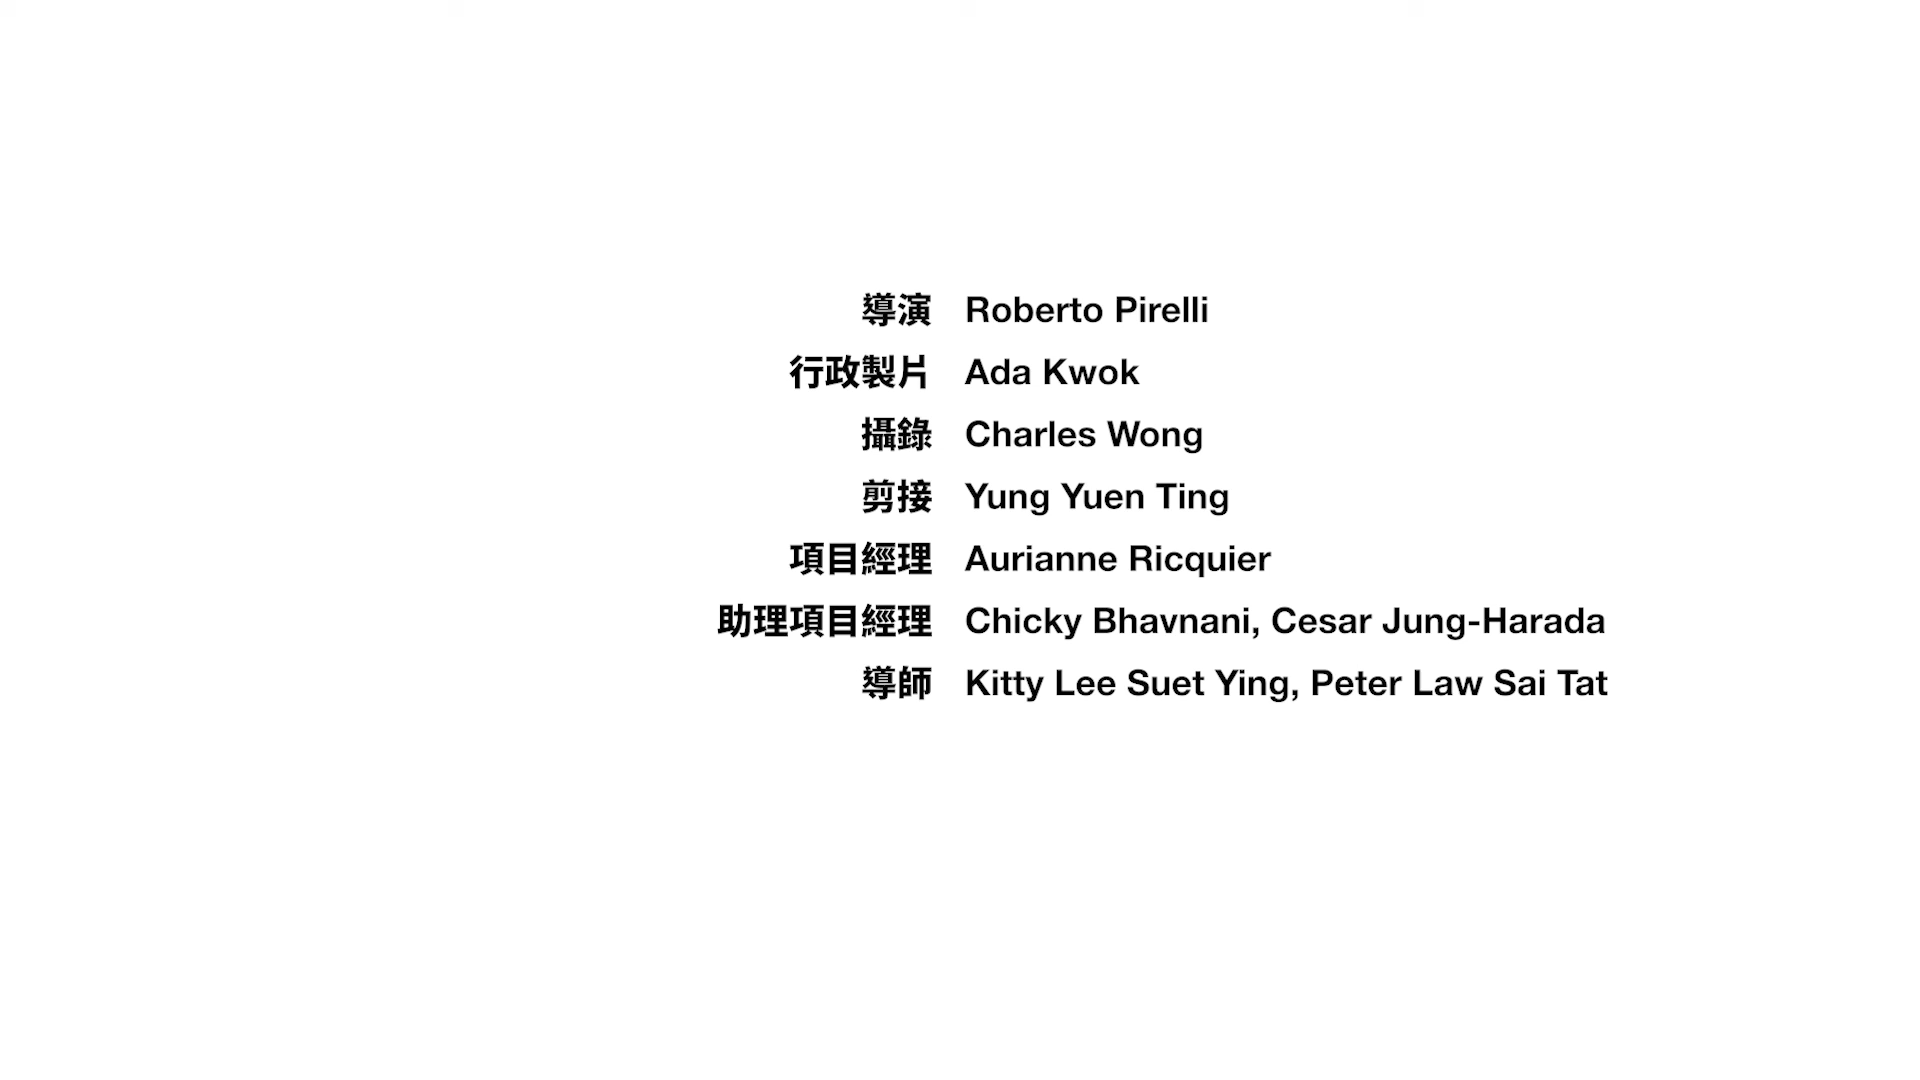 導演 Roberto Pirelli
行政製片 Ada Kwok
攝錄 Charles Wong
剪接 Yung Yuen Ting
項目經理 Aurianne Ricquier
助理項目經理 Chicky Bhavnani, Cesar Jung-Harada
導師 Kitty Lee Suet Ying, Peter Law Sai Tat